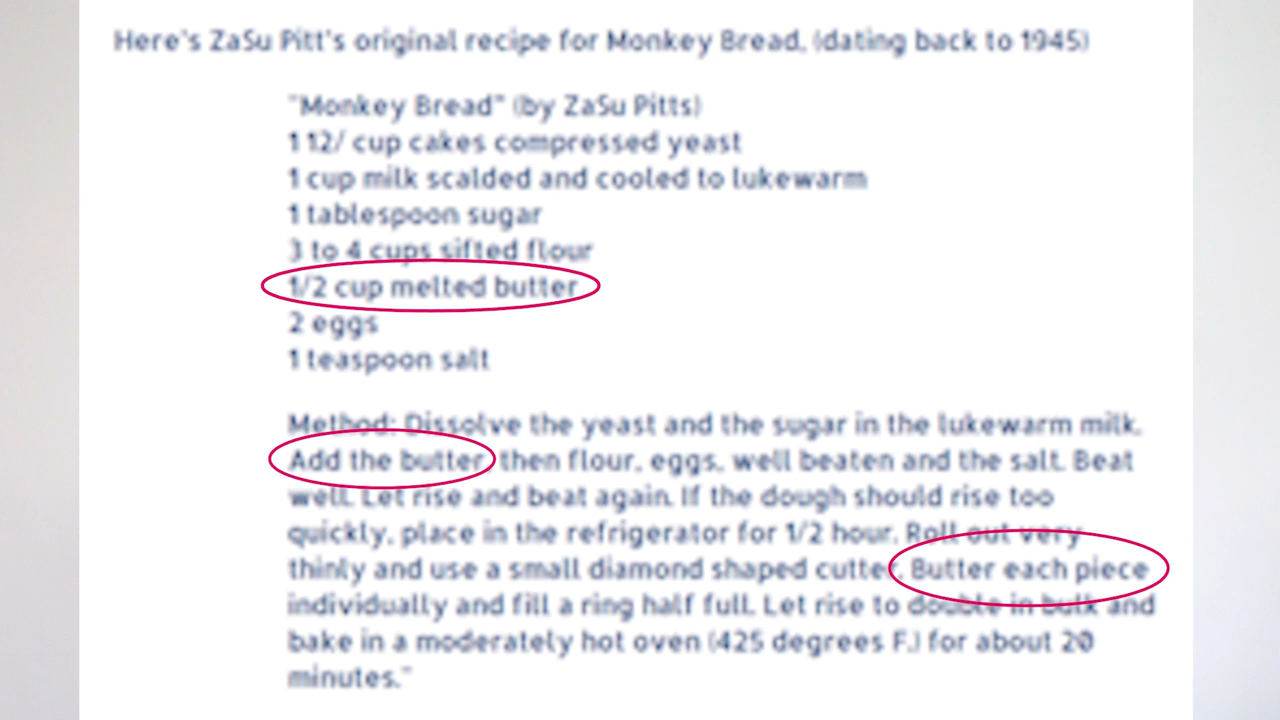 Here's ZaSu Pitt's original recipe for Monkey Bread, (dating back to 1945)
"Monkey Bread" (by ZaSu Pitts)
1 12/ cup cakes compressed yeast
1 cup milk scalded and cooled to lukewarm
1 tablespoon sugar
3 to 4 cups sifted flour
1/2 cup melted butter
2 eggs
1 teaspoon salt
Method: Dissolve the yeast and the sugar in the lukewarm milk.
Add the butter, then flour, eggs, well beaten and the salt. Beat
well. Let rise and beat again. If the dough should rise too
quickly, place in the refrigerator for 1/2 hour. Roll out very
thinly and use a small diamond shaped cutter. Butter each piece
individually and fill a ring half full. Let rise to double in bulk and
bake in a moderately hot oven (425 degrees F.) for about 20
minutes."